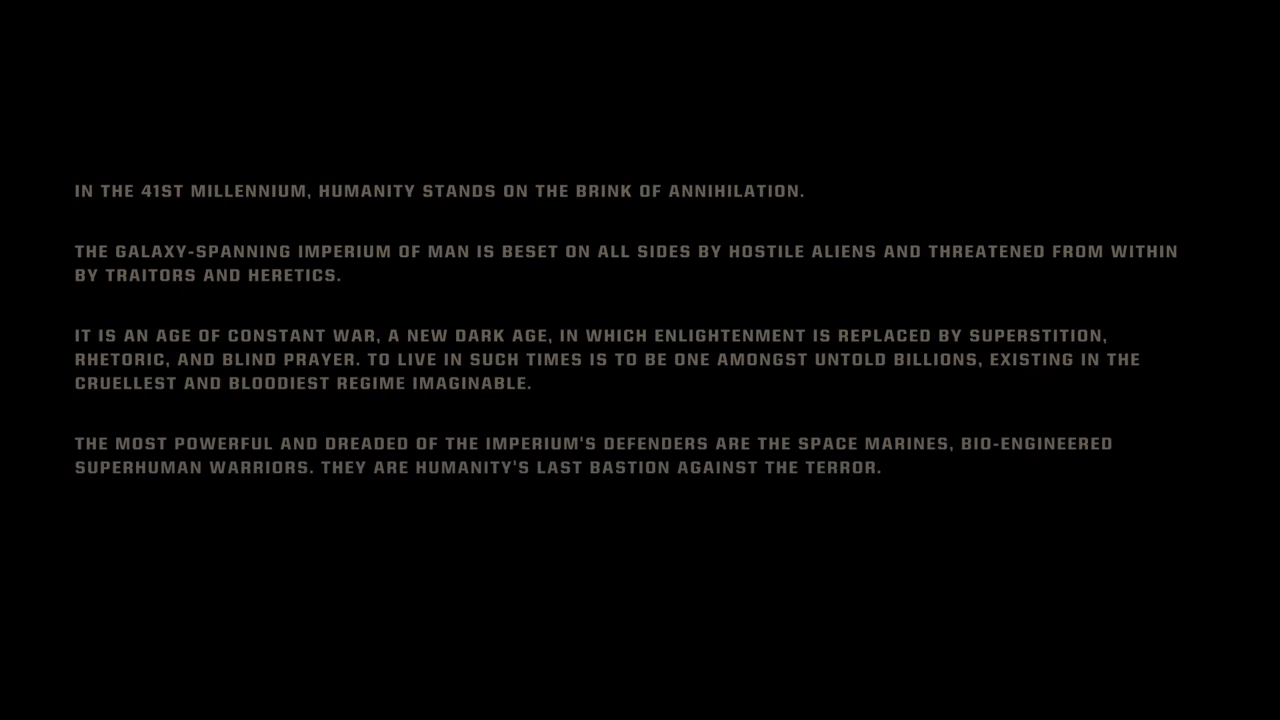 IN THE 41ST MILLENNIUM, HUMANITY STANDS ON THE BRINK OF ANNIHILATION.
THE GALAXY-SPANNING IMPERIUM OF MAN IS BESET ON ALL SIDES BY HOSTILE ALIENS AND THREATENED FROM WITHIN
BY TRAITORS AND HERETICS.
IT IS AN AGE OF CONSTANT WAR, A NEW DARK AGE, IN WHICH ENLIGHTENMENT IS REPLACED BY SUPERSTITION,
RHETORIC, AND BLIND PRAYER. TO LIVE IN SUCH TIMES IS TO BE ONE AMONGST UNTOLD BILLIONS, EXISTING IN THE
CRUELLEST AND BLOODIEST REGIME IMAGINABLE.
THE MOST POWERFUL AND DREADED OF THE IMPERIUM'S DEFENDERS ARE THE SPACE MARINES, BIO-ENGINEERED
SUPERHUMAN WARRIORS. THEY ARE HUMANITY'S LAST BASTION AGAINST THE TERROR.